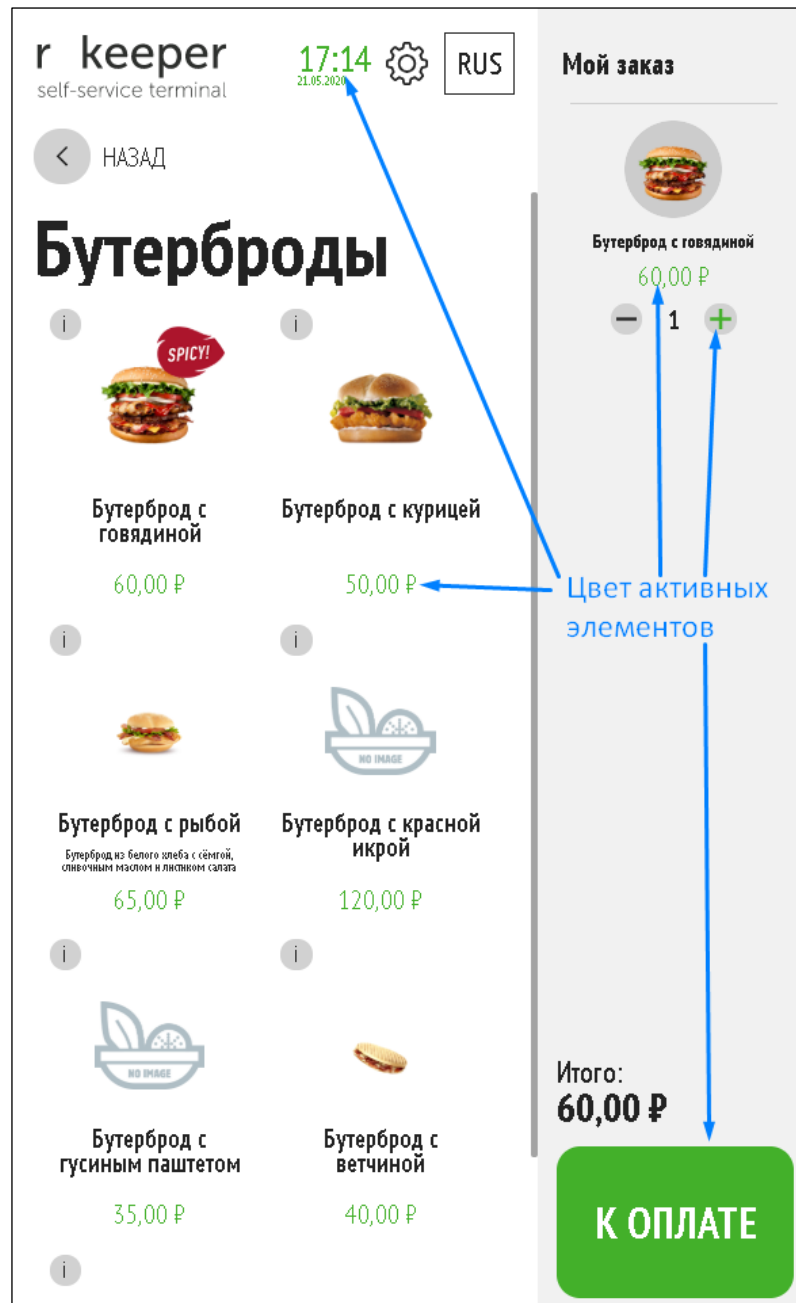 r keeper
self-service terminal
17:14
21.05.2020
RUS
НАЗАД
Бутерброды
i
i
SPICY!
Бутерброд с
говядиной
Бутерброд с курицей
60,00 ₽
50,00 ₽
i
i
NO IMAGE
Бутерброд с рыбой
Бутерброд из белого хлеба с сёмгой,
сливочным маслом и листиком салата
Бутерброд с красной
икрой
65,00 ₽
120,00 ₽
i
i
NO IMAGE
Бутерброд с
гусиным паштетом
Бутерброд с
ветчиной
35,00 ₽
40,00 ₽
i
Мой заказ
Бутерброд с говядиной
60,00 ₽
1
Цвет активных
элементов
Итого:
60,00 ₽
К ОПЛАТЕ